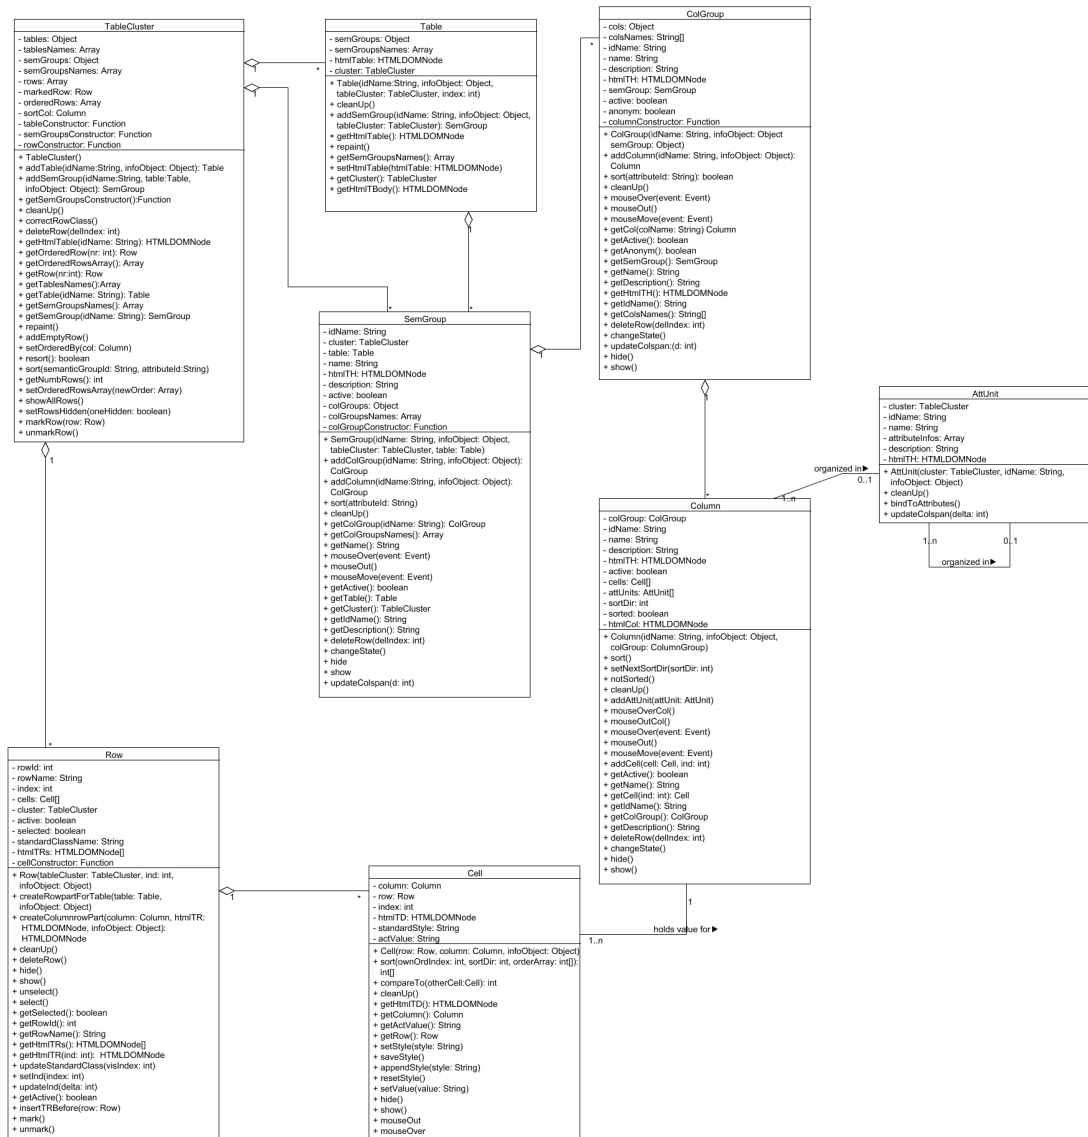 TableCluster
- tables: Object
- tablesNames: Array
- semGroups: Object
- semGroupsNames: Array
- rows: Array
- markedRow: Row
- orderedRows: Array
- sortCol: Column
- tableConstructor: Function
- semGroupsConstructor: Function
- rowConstructor: Function
+ TableCluster()
+ addTable(idName:String, infoObject: Object): Table
+ addSemGroup(idName:String, table:Table,
infoObject: Object): SemGroup
+ getSemGroupsConstructor():Function
+ cleanUp()
+ correctRowClass()
+ deleteRow(delIndex: int)
+ getHtmlTable(idName: String): HTMLDOMNode
+ getOrderedRow(nr: int): Row
+ getOrderedRowsArray(): Array
+ getRow(nr:int): Row
+ getTablesNames():Array
+ getTable(idName: String): Table
+ getSemGroupsNames(): Array
+ getSemGroup(idName: String): SemGroup
+ repaint()
+ addEmptyRow()
+ setOrderedBy(col: Column)
+ resort(): boolean
+ sort(semanticGroupId: String, attributeId:String)
+ getNumbRows(): int
+ setOrderedRowsArray(newOrder: Array)
+ showAllRows()
+ setRowsHidden(oneHidden: boolean)
+ markRow(row: Row)
+ unmarkRow()
1
*
1
1
*
*
Table
- semGroups: Object
- semGroupsNames: Array
- htmlTable: HTMLDOMNode
- cluster: TableCluster
+ Table(idName:String, infoObject: Object,
tableCluster: TableCluster, index: int)
+ cleanUp()
+ addSemGroup(idName: String, infoObject: Object,
tableCluster: TableCluster): SemGroup
+ getHtmlTable(): HTMLDOMNode
+ repaint()
+ getSemGroupsNames(): Array
+ setHtmlTable(htmlTable: HTMLDOMNode)
+ getCluster(): TableCluster
+ getHtmlTBody(): HTMLDOMNode
1
*
SemGroup
- idName: String
- cluster: TableCluster
- table: Table
- name: String
- htmlTH: HTMLDOMNode
- description: String
- active: boolean
- colGroups: Object
- colGroupsNames: Array
- colGroupConstructor: Function
+ SemGroup(idName: String, infoObject: Object,
tableCluster: TableCluster, table: Table)
+ addColGroup(idName: String, infoObject: Object):
ColGroup
+ addColumn(idName:String, infoObject: Object):
ColGroup
+ sort(attributeId: String)
+ cleanUp()
+ getColGroup(idName: String): ColGroup
+ getColGroupsNames(): Array
+ getName(): String
+ mouseOver(event: Event)
+ mouseOut()
+ mouseMove(event: Event)
+ getActive(): boolean
+ getTable(): Table
+ getCluster(): TableCluster
+ getIdName(): String
+ getDescription(): String
+ deleteRow(delIndex: int)
+ changeState()
+ hide
+ show
+ updateColspan(d: int)
1
*
ColGroup
- cols: Object
- colsNames: String[]
- idName: String
- name: String
- description: String
- htmlTH: HTMLDOMNode
- semGroup: SemGroup
- active: boolean
- anonym: boolean
- columnConstructor: Function
+ ColGroup(idName: String, infoObject: Object
semGroup: Object)
+ addColumn(idName: String, infoObject: Object):
Column
+ sort(attributeId: String): boolean
+ cleanUp()
+ mouseOver(event: Event)
+ mouseOut()
+ mouseMove(event: Event)
+ getCol(colName: String) Column
+ getActive(): boolean
+ getAnonym(): boolean
+ getSemGroup(): SemGroup
+ getName(): String
+ getDescription(): String
+ getHtmlTH(): HTMLDOMNode
+ getIdName(): String
+ getColsNames(): String[]
+ deleteRow(delIndex: int)
+ changeState()
+ updateColspan:(d: int)
+ hide()
+ show()
1
*
AttUnit
- cluster: TableCluster
- idName: String
- name: String
- attributeInfos: Array
- description: String
- htmlTH: HTMLDOMNode
+ AttUnit(cluster: TableCluster, idName: String,
infoObject: Object)
+ cleanUp()
+ bindToAttributes()
+ updateColspan(delta: int)
organized in▶
0..1
1..n
1..n
0..1
organized in▶
Column
- colGroup: ColGroup
- idName: String
- name: String
- description: String
- htmlTH: HTMLDOMNode
- active: boolean
- cells: Cell[]
- attUnits: AttUnit[]
- sortDir: int
- sorted: boolean
- htmlCol: HTMLDOMNode
+ Column(idName: String, infoObject: Object,
colGroup: ColumnGroup)
+ sort()
+ setNextSortDir(sortDir: int)
+ notSorted()
+ cleanUp()
+ addAttUnit(attUnit: AttUnit)
+ mouseOverCol()
+ mouseOutCol()
+ mouseOver(event: Event)
+ mouseOut()
+ mouseMove(event: Event)
+ addCell(cell: Cell, ind: int)
+ getActive(): boolean
+ getName(): String
+ getCell(ind: int): Cell
+ getIdName(): String
+ getColGroup(): ColGroup
+ getDescription(): String
+ deleteRow(delIndex: int)
+ changeState()
+ hide()
+ show()
1
holds value for▶
1..n
Row
- rowId: int
- rowName: String
- index: int
- cells: Cell[]
- cluster: TableCluster
- active: boolean
- selected: boolean
- standardClassName: String
- htmlTRs: HTMLDOMNode[]
- cellConstructor: Function
+ Row(tableCluster: TableCluster, ind: int,
infoObject: Object)
+ createRowpartForTable(table: Table,
infoObject: Object)
+ createColumnrowPart(column: Column, htmlTR:
HTMLDOMNode, infoObject: Object):
HTMLDOMNode
+ cleanUp()
+ deleteRow()
+ hide()
+ show()
+ unselect()
+ select()
+ getSelected(): boolean
+ getRowId(): int
+ getRowName(): String
+ getHtmlTRs(): HTMLDOMNode[]
+ getHtmlTR(ind: int): HTMLDOMNode
+ updateStandardClass(visIndex: int)
+ setInd(index: int)
+ updateInd(delta: int)
+ getActive(): boolean
+ insertTRBefore(row: Row)
+ mark()
+ unmark()
1
*
Cell
- column: Column
- row: Row
- index: int
- htmlTD: HTMLDOMNode
- standardStyle: String
- actValue: String
+ Cell(row: Row, column: Column, infoObject: Object)
+ sort(ownOrdIndex: int, sortDir: int, orderArray: int[]):
int[]
+ compareTo(otherCell:Cell): int
+ cleanUp()
+ getHtmlTD(): HTMLDOMNode
+ getColumn(): Column
+ getActValue(): String
+ getRow(): Row
+ setStyle(style: String)
+ saveStyle()
+ appendStyle(style: String)
+ resetStyle()
+ setValue(value: String)
+ hide()
+ show()
+ mouseOut
+ mouseOver